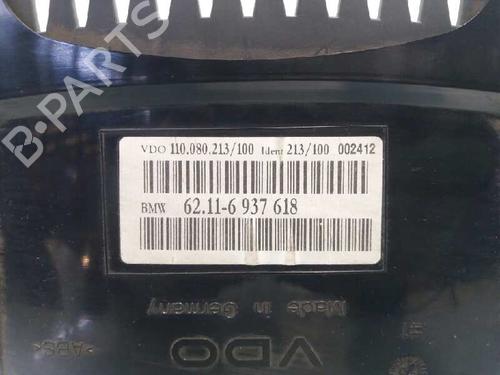 B-PARTS
VDO 110.080.213/100 Ident 213/100 002412
BMW 62.11-6 937 618
Made in Germany
>ABS<
VDO